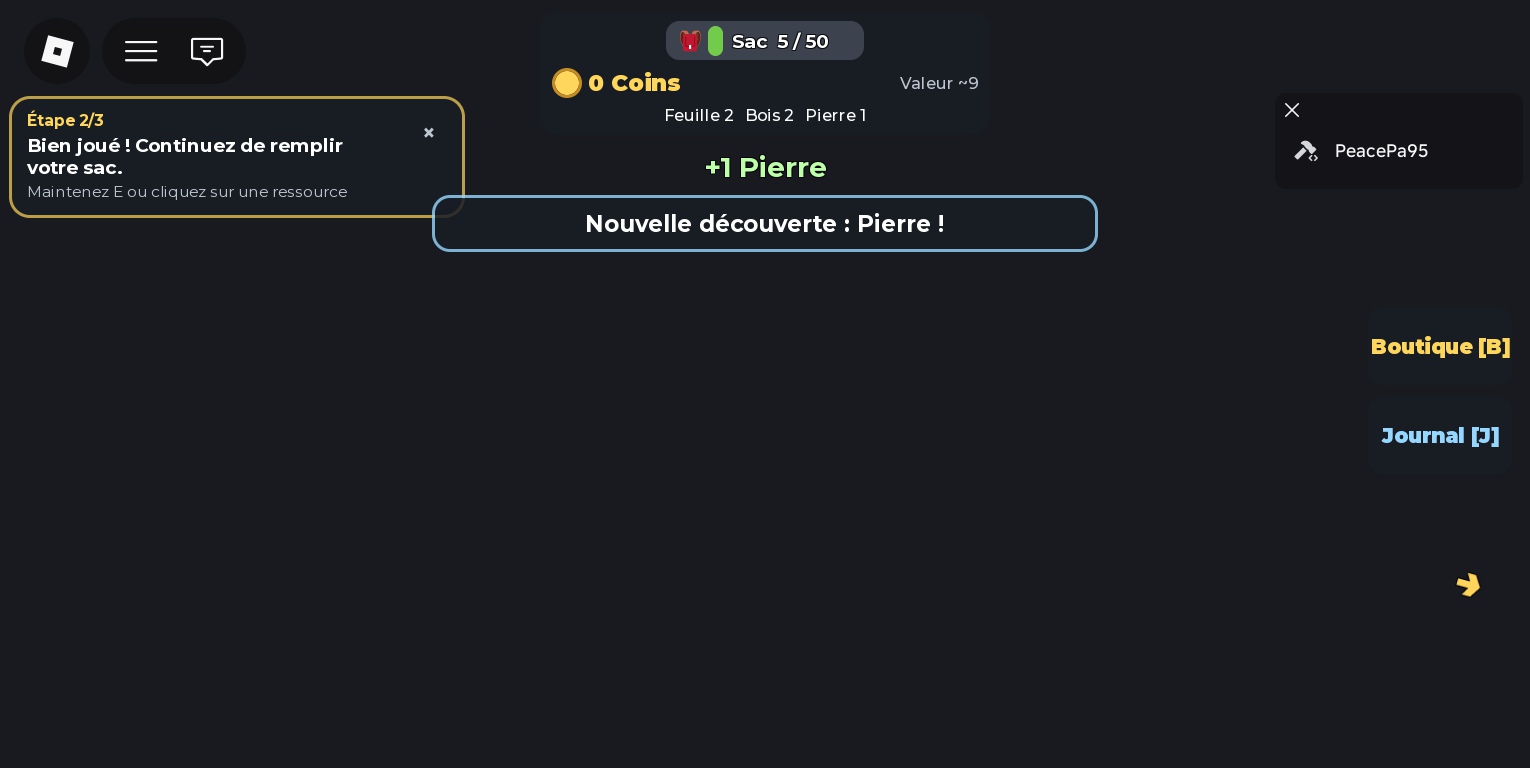 Sac 5 / 50
0 Coins
Valeur ~9
Feuille 2 Bois 2 Pierre 1
Étape 2/3
Bien joué ! Continuez de remplir
votre sac.
Maintenez E ou cliquez sur une ressource
×
PeacePa95
+1 Pierre
Nouvelle découverte : Pierre !
Boutique [B]
Journal [J]